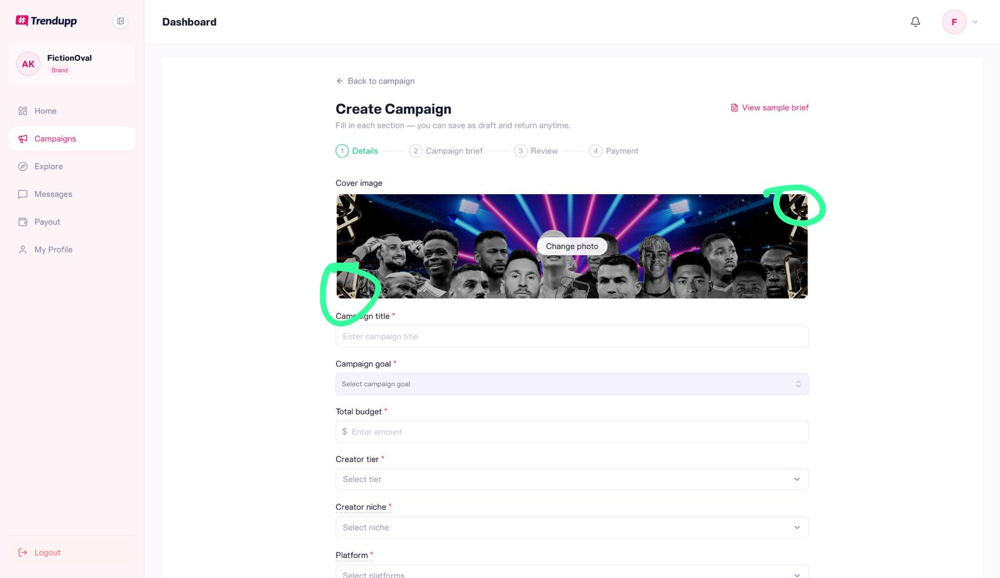 # Trendupp
Dashboard
F
AK
FictionOval
Brand
Home
Campaigns
Explore
Messages
Payout
My Profile
Logout
Back to campaign
Create Campaign
View sample brief
Fill in each section — you can save as draft and return anytime.
1 Details
2 Campaign brief
3 Review
4 Payment
Cover image
Change photo
Campaign title *
Enter campaign title
Campaign goal *
Select campaign goal
Total budget *
$ Enter amount
Creator tier *
Select tier
Creator niche *
Select niche
Platform *
Select platforms